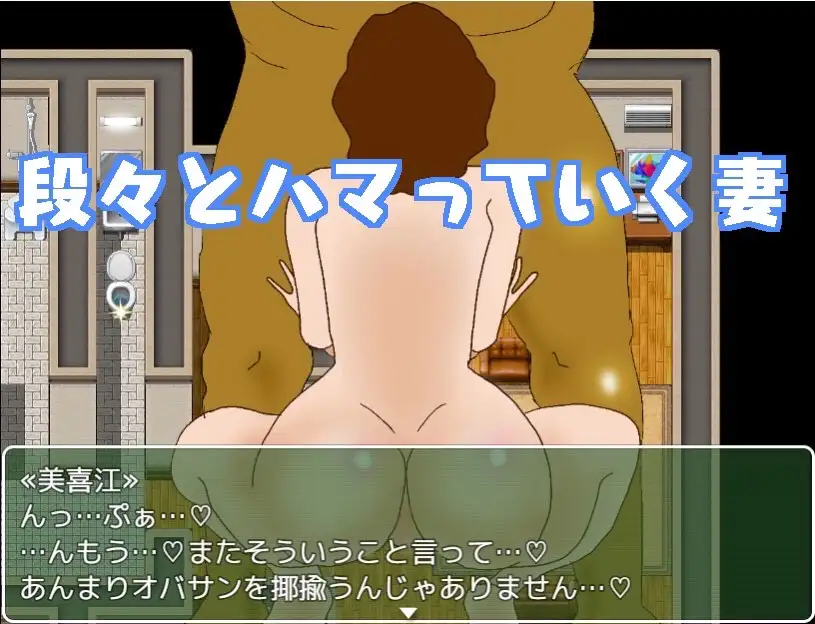 段々とハマっていく妻
≪美喜江≫
んっ…ぷぁ…♡
…んもう…♡またそういうこと言って…♡
あんまりオバサンを揶揄うんじゃありません…♡